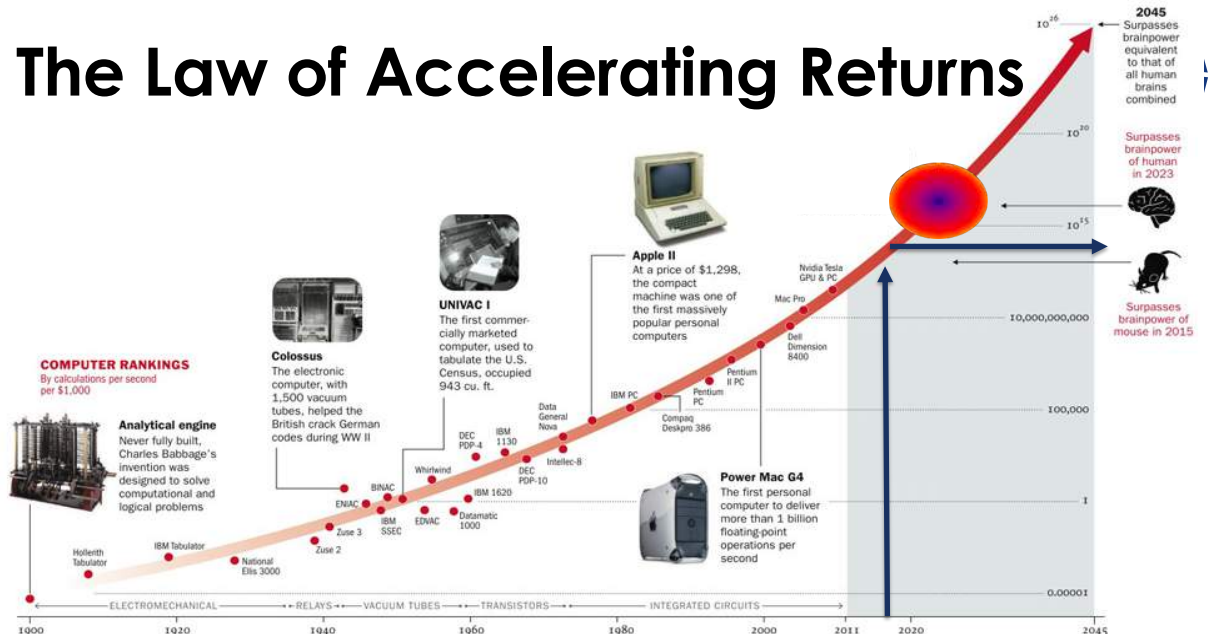 The Law of Accelerating Returns
10²⁶
2045
Surpasses
brainpower
equivalent
to that of
all human
brains
combined
10²⁰
Surpasses
brainpower
of human
in 2023
10¹⁵
Surpasses
brainpower of
mouse in 2015
10,000,000,000
100,000
1
0.00001
COMPUTER RANKINGS
By calculations per second
per $1,000
Analytical engine
Never fully built,
Charles Babbage's
invention was
designed to solve
computational and
logical problems
Colossus
The electronic
computer, with
1,500 vacuum
tubes, helped the
British crack German
codes during WW II
UNIVAC I
The first commer-
cially marketed
computer, used to
tabulate the U.S.
Census, occupied
943 cu. ft.
Apple II
At a price of $1,298,
the compact
machine was one of
the first massively
popular personal
computers
Power Mac G4
The first personal
computer to deliver
more than 1 billion
floating-point
operations per
second
Hollerith
Tabulator
IBM Tabulator
National
Ellis 3000
Zuse 2
Zuse 3
ENIAC
BINAC
IBM
SSEC
Whirlwind
EDVAC
DEC
PDP-4
IBM
1130
IBM 1620
Datamatic
1000
DEC
PDP-10
Data
General
Nova
Intellec-8
IBM PC
Compaq
Deskpro 386
Pentium
PC
Pentium
II PC
Mac Pro
Dell
Dimension
8400
Nvidia Tesla
GPU & PC
ELECTROMECHANICAL
RELAYS
VACUUM TUBES
TRANSISTORS
INTEGRATED CIRCUITS
1900
1920
1940
1960
1980
2000
2011
2020
2045